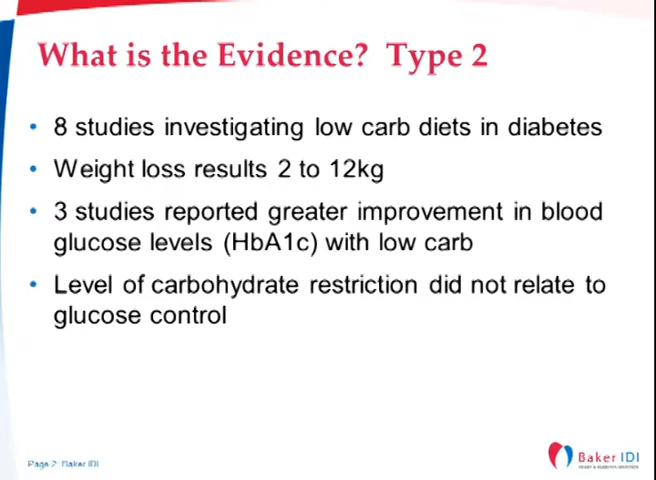 What is the Evidence? Type 2
• 8 studies investigating low carb diets in diabetes
• Weight loss results 2 to 12kg
• 3 studies reported greater improvement in blood
glucose levels (HbA1c) with low carb
• Level of carbohydrate restriction did not relate to
glucose control
Page 2: Baker IDI
Baker IDI